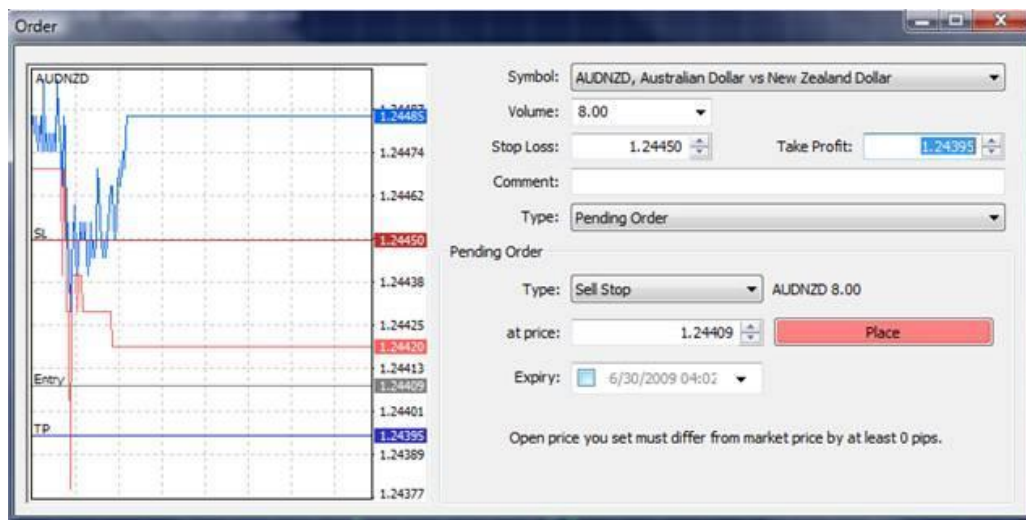 Order
AUDNZD
1.24485
1.24474
1.24462
SL
1.24450
1.24438
1.24425
1.24420
1.24413
Entry
1.24409
1.24401
TP
1.24395
1.24389
1.24377
Symbol: AUDNZD, Australian Dollar vs New Zealand Dollar
Volume: 8.00
Stop Loss: 1.24450 Take Profit: 1.24395
Comment:
Type: Pending Order
Pending Order
Type: Sell Stop AUDNZD 8.00
at price: 1.24409 Place
Expiry: 6/30/2009 04:02
Open price you set must differ from market price by at least 0 pips.